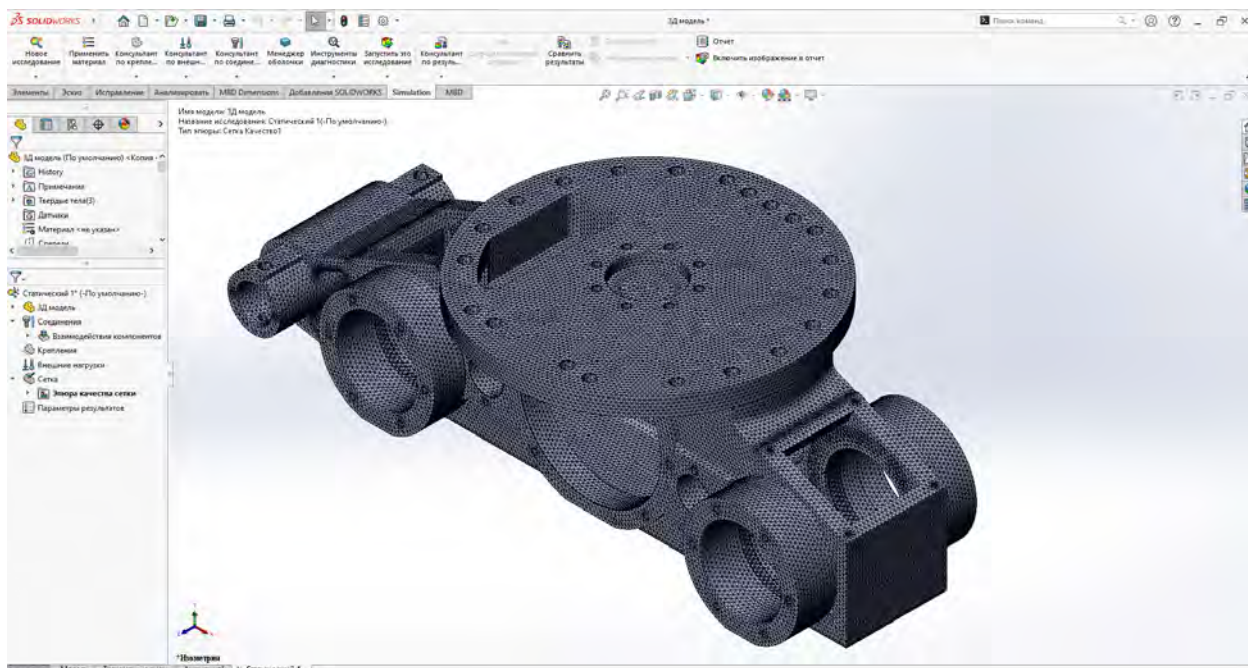 SOLIDWORKS
3Д модель *
Поиск команд
Новое исследование
Применить материал
Консультант по крепле...
Консультант по внешн...
Консультант по соедине...
Менеджер оболочки
Инструменты диагностики
Запустить это исследование
Консультант по резуль...
Сравнить результаты
Отчет
Включить изображение в отчет
Элементы
Эскиз
Исправление
Анализировать
MBD Dimensions
Добавления SOLIDWORKS
Simulation
MBD
Имя модели: 3Д модель
Название исследования: Статический 1(-По умолчанию-)
Тип эпюры: Сетка Качество1
3Д модель (По умолчанию) <Копия -
History
Примечания
Твердые тела(3)
Датчики
Материал <не указан>
Статический 1* (-По умолчанию-)
3Д модель
Соединения
Взаимодействия компонентов
Крепления
Внешние нагрузки
Сетка
Эпюра качества сетки
Параметры результатов
*Изометрия